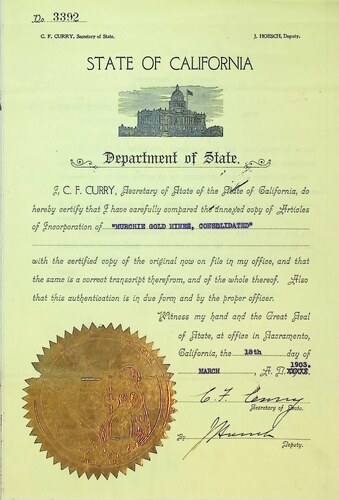 No. 3392
C. F. CURRY, Secretary of State.
J. HOESCH, Deputy.
STATE OF CALIFORNIA
Department of State.
I, C. F. CURRY, Secretary of State of the State of California, do
hereby certify that I have carefully compared the annexed copy of Articles
of Incorporation of "MURCHIE GOLD MINES, CONSOLIDATED"
with the certified copy of the original now on file in my office, and that
the same is a correct transcript therefrom, and of the whole thereof. Also
that this authentication is in due form and by the proper officer.
Witness my hand and the Great Seal
of State, at office in Sacramento,
California, the 18th day of
MARCH, A. D. 1903.
C. F. Curry
Secretary of State.
By J. Hoesch
Deputy.